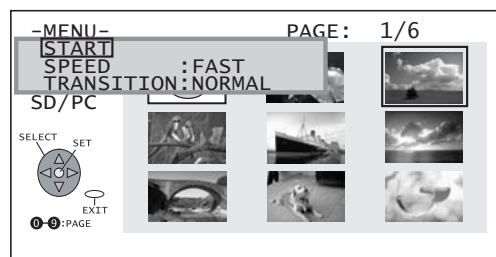 -MENU- PAGE: 1/6
START
SPEED :FAST
TRANSITION:NORMAL
SD/PC
SELECT
SET
EXIT
0-9:PAGE